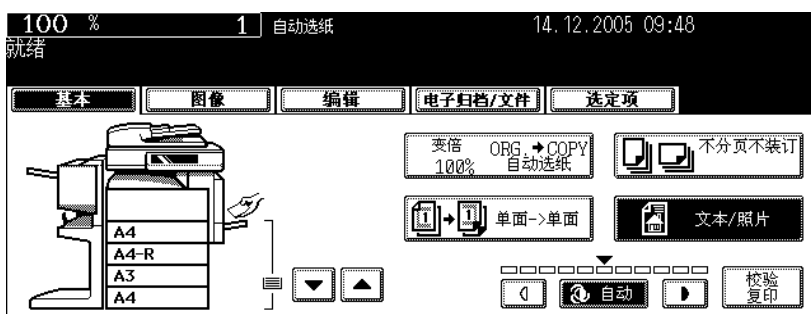 100 % 1 自动选纸 14.12.2005 09:48
就绪
基本 图像 编辑 电子归档/文件 选定项
变倍 ORG.→COPY 不分页不装订
100% 自动选纸
1 → 1 单面->单面 文本/照片
A4
A4-R
A3
A4
自动 校验
复印